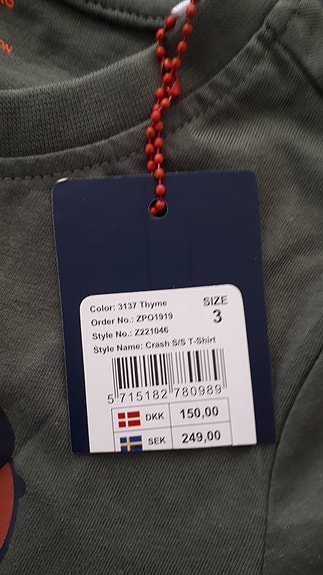 Color: 3137 Thyme
SIZE
Order No.: ZPO1919
3
Style No.: Z221046
Style Name: Crash S/S T-Shirt
5 715182 780989
DKK 150,00
SEK 249,00